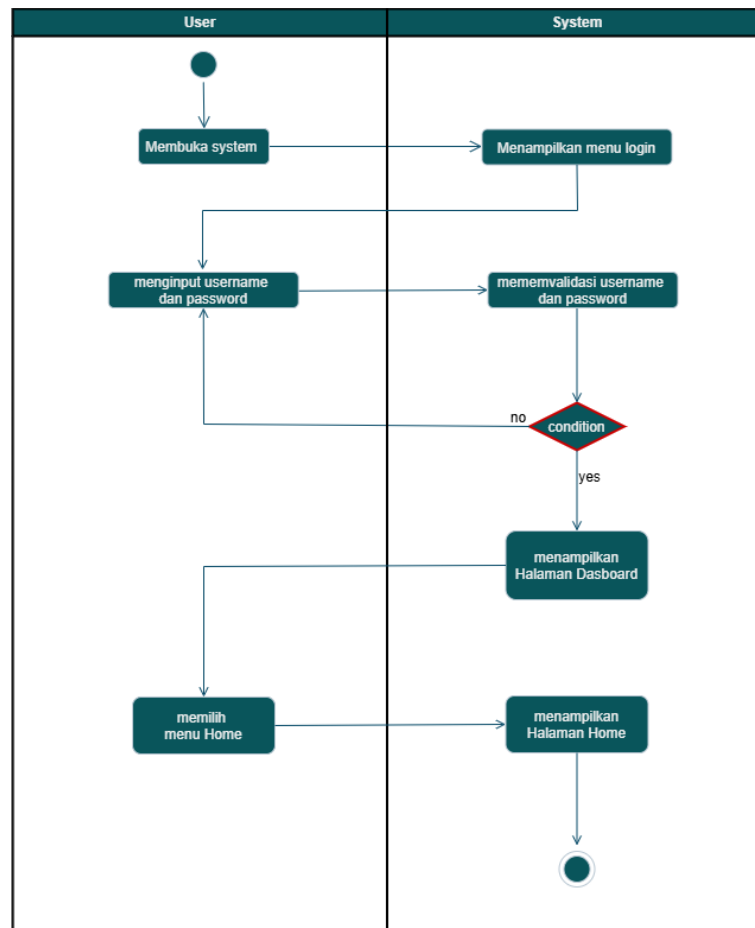 User
System
Membuka system
Menampilkan menu login
menginput username
dan password
mememvalidasi username
dan password
no
condition
yes
menampilkan
Halaman Dasboard
memilih
menu Home
menampilkan
Halaman Home